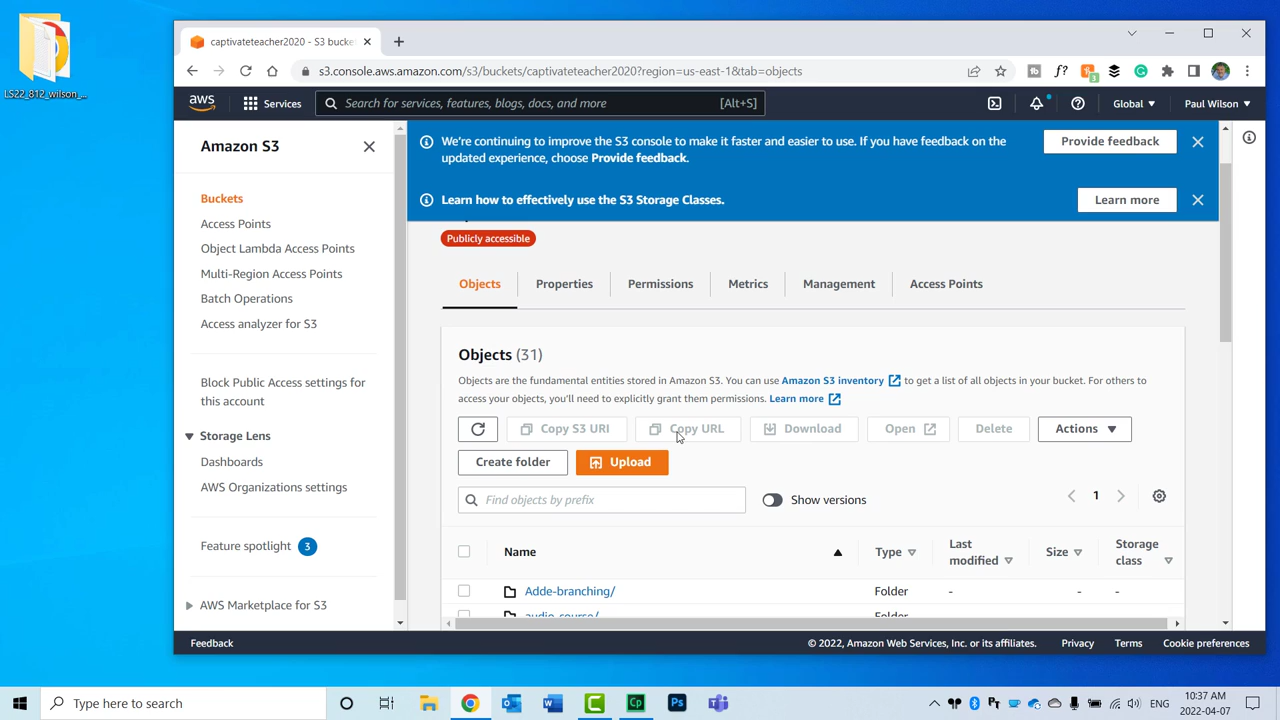 LS22_812_wilson_...
captivateteacher2020 - S3 bucke
s3.console.aws.amazon.com/s3/buckets/captivateteacher2020?region=us-east-1&tab=objects
f?
3
aws
Services
Search for services, features, blogs, docs, and more
[Alt+S]
Global
Paul Wilson
Amazon S3
Buckets
Access Points
Object Lambda Access Points
Multi-Region Access Points
Batch Operations
Access analyzer for S3
Block Public Access settings for
this account
Storage Lens
Dashboards
AWS Organizations settings
Feature spotlight 3
AWS Marketplace for S3
We're continuing to improve the S3 console to make it faster and easier to use. If you have feedback on the
updated experience, choose Provide feedback.
Provide feedback
Learn how to effectively use the S3 Storage Classes.
Learn more
Publicly accessible
Objects
Properties
Permissions
Metrics
Management
Access Points
Objects (31)
Objects are the fundamental entities stored in Amazon S3. You can use Amazon S3 inventory to get a list of all objects in your bucket. For others to
access your objects, you'll need to explicitly grant them permissions. Learn more
Copy S3 URI
Copy URL
Download
Open
Delete
Actions
Create folder
Upload
Find objects by prefix
Show versions
1
Name
Type
Last
modified
Size
Storage
class
Adde-branching/
Folder
-
-
-
audio-course/
Folder
Feedback
© 2022, Amazon Web Services, Inc. or its affiliates.
Privacy
Terms
Cookie preferences
Type here to search
Cp
Ps
ENG
10:37 AM
2022-04-07